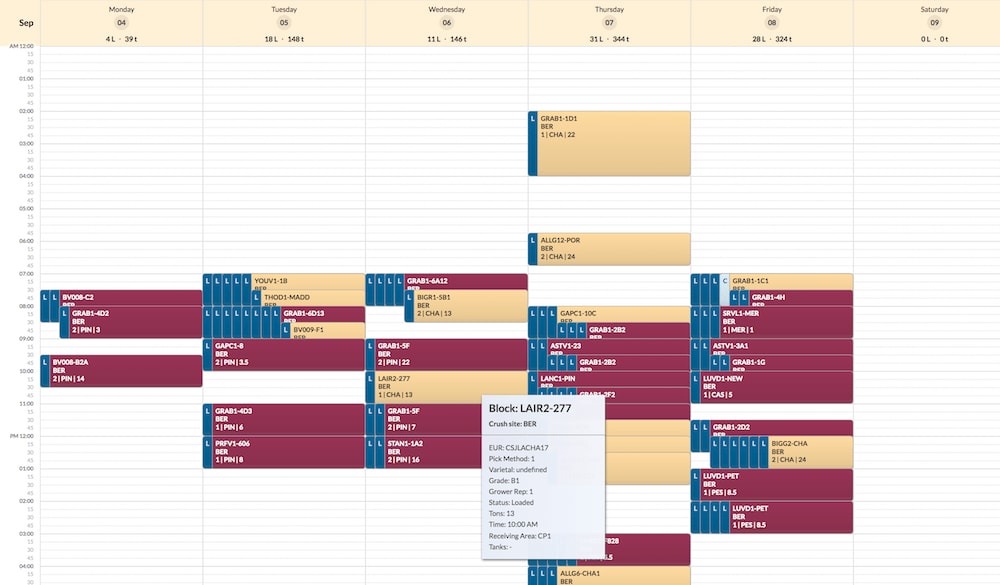 Sep
Monday
04
4 L · 39 t
Tuesday
05
18 L · 148 t
Wednesday
06
11 L · 146 t
Thursday
07
31 L · 344 t
Friday
08
28 L · 324 t
Saturday
09
0 L · 0 t
AM 12:00
15
30
45
01:00
15
30
45
02:00
15
30
45
03:00
15
30
45
04:00
15
30
45
05:00
15
30
45
06:00
15
30
45
07:00
15
30
45
08:00
15
30
45
09:00
15
30
45
10:00
15
30
45
11:00
15
30
45
PM 12:00
15
30
45
01:00
15
30
45
02:00
15
30
45
03:00
15
30
45
04:00
15
L L BV008-C2
BER
L GRAB1-4D2
BER
2 | PIN | 3
L BV008-B2A
BER
2 | PIN | 14
L L L L L YOUV1-1B
BER
L THOD1-MADD
BER
L L L L L L L L GRAB1-6D13
BER
L BV009-F1
BER
L GAPC1-8
BER
2 | PIN | 3.5
L GRAB1-4D3
BER
1 | PIN | 6
L PRFV1-606
BER
1 | PIN | 8
L L L L GRAB1-6A12
BER
L BIGR1-SB1
BER
2 | CHA | 13
L GRAB1-5F
BER
2 | PIN | 22
L LAIR2-277
BER
1 | CHA | 13
L L GRAB1-5F
BER
2 | PIN | 7
L L STAN1-1A2
BER
2 | PIN | 16
L GRAB1-1D1
BER
1 | CHA | 22
L ALLG12-POR
BER
2 | CHA | 24
L L L GAPC1-10C
BER
L L L GRAB1-2B2
BER
L L ASTV1-23
BER
L L L GRAB1-2B2
BER
L LANC1-PIN
BER
L L L ALLG6-CHA1
BER
L L L C GRAB1-1C1
BER
L L GRAB1-4H
BER
L L L SRVL1-MER
BER
1 | MER | 1
L L ASTV1-3A1
BER
L L GRAB1-1G
BER
L LUVD1-NEW
BER
1 | CAS | 5
L L GRAB1-2D2
BER
L L L L L L BIGG2-CHA
BER
2 | CHA | 24
L LUVD1-PET
BER
1 | PES | 8.5
L L L L LUVD1-PET
BER
1 | PES | 8.5
Block: LAIR2-277
Crush site: BER
EUR: CSJLACHA17
Pick Method: 1
Varietal: undefined
Grade: B1
Grower Rep: 1
Status: Loaded
Tons: 13
Time: 10:00 AM
Receiving Area: CP1
Tanks: -